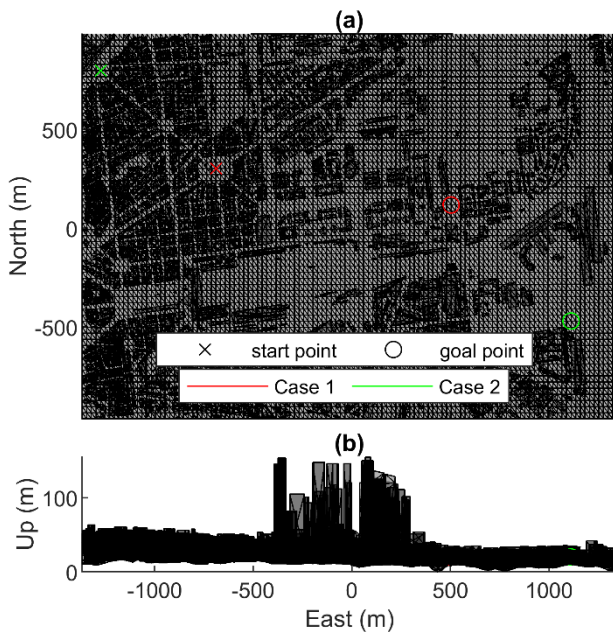 (a)
500
0
-500
North (m)
start point
goal point
Case 1
Case 2
(b)
100
0
Up (m)
-1000
-500
0
500
1000
East (m)